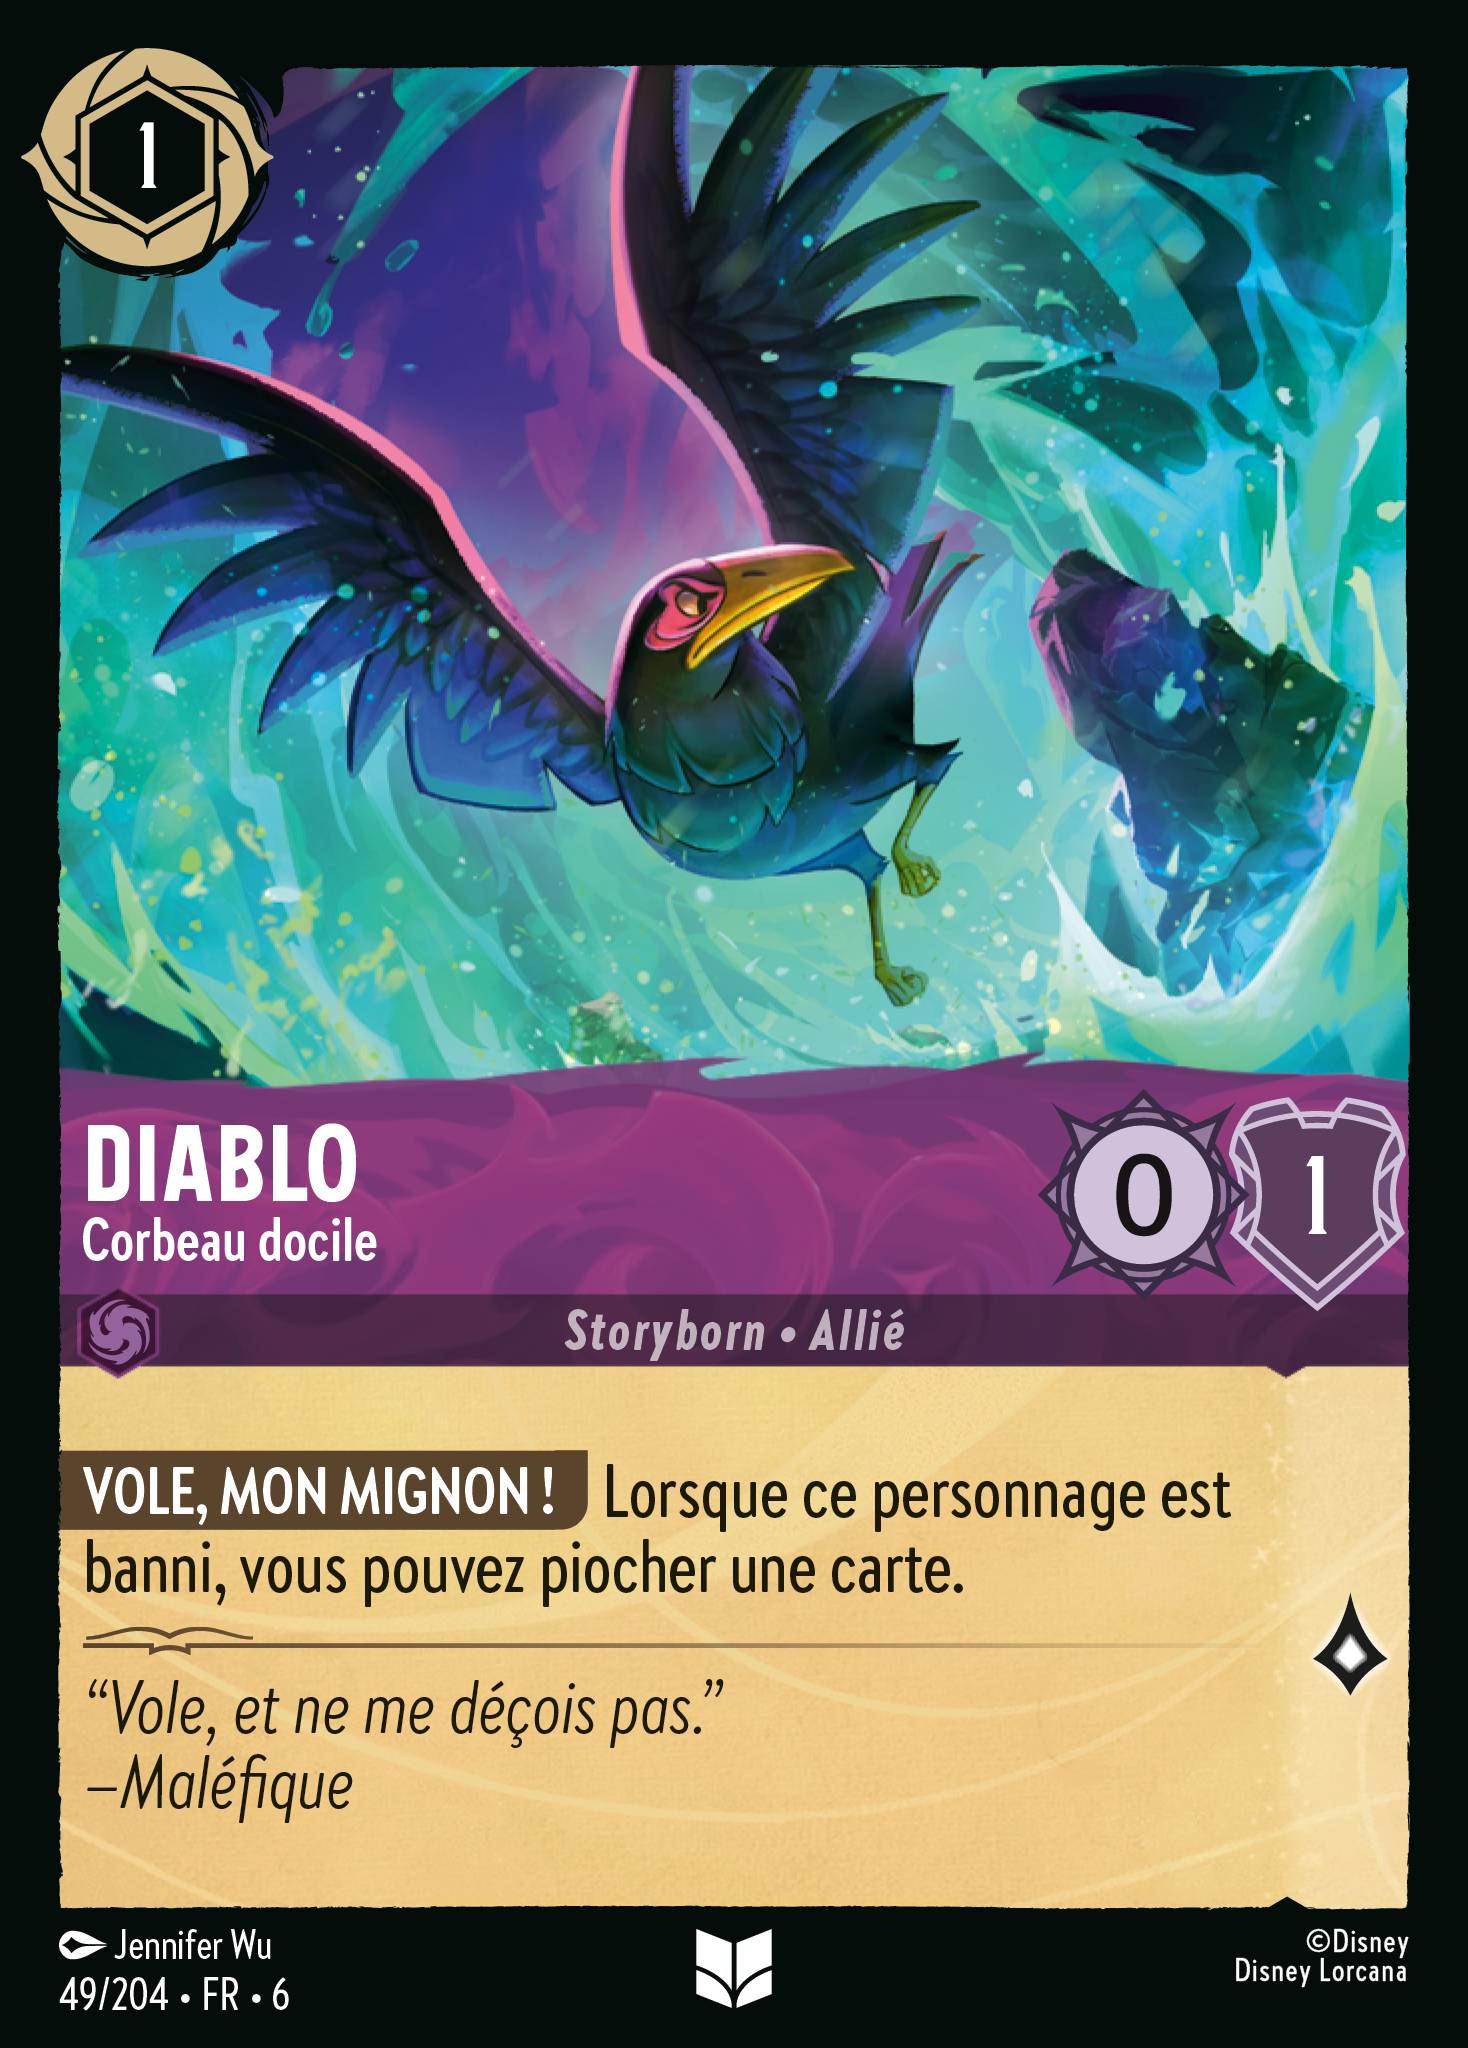 1
DIABLO
Corbeau docile
0 1
Storyborn • Allié
VOLE, MON MIGNON ! Lorsque ce personnage est
banni, vous pouvez piocher une carte.
“Vole, et ne me déçois pas.”
–Maléfique
Jennifer Wu
49/204 • FR • 6
©Disney
Disney Lorcana